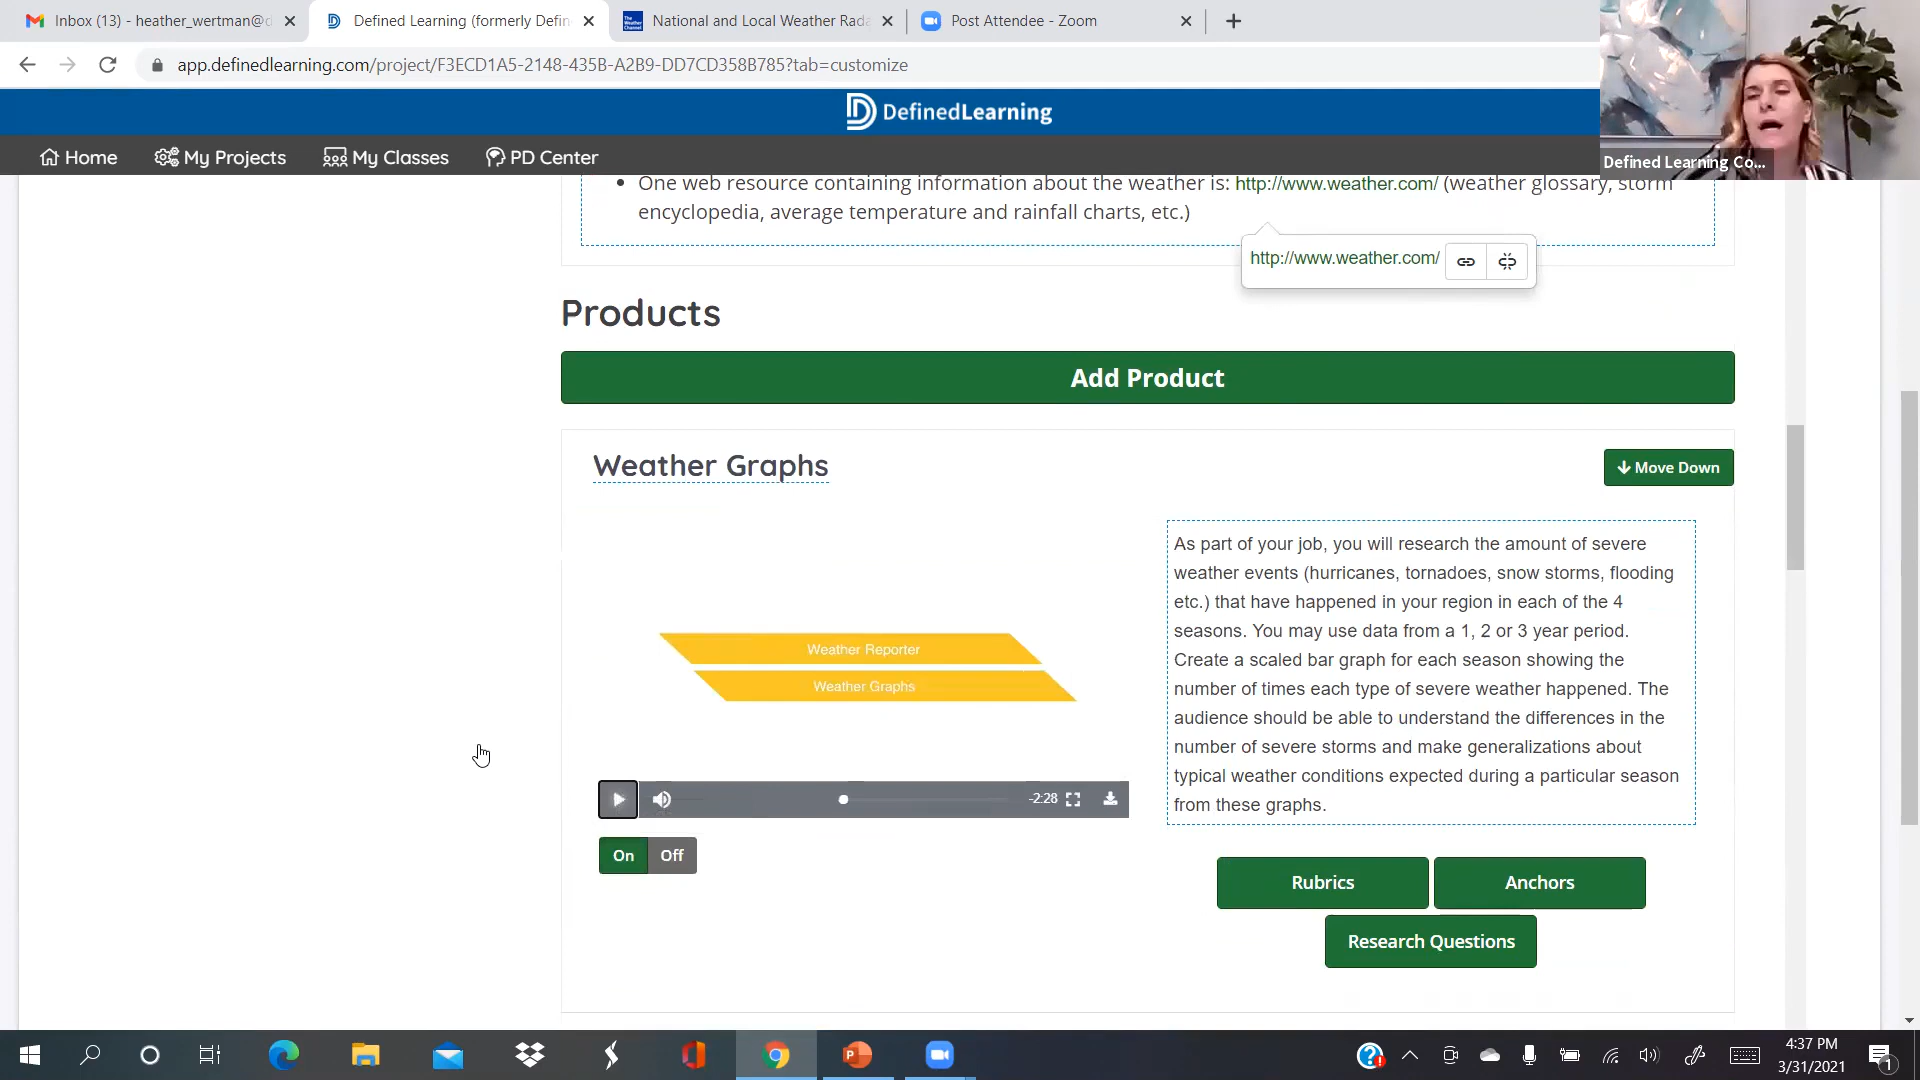 Inbox (13) - heather_wertman@d
Defined Learning (formerly Defin
National and Local Weather Rada
Post Attendee - Zoom
app.definedlearning.com/project/F3ECD1A5-2148-435B-A2B9-DD7CD358B785?tab=customize
DefinedLearning
Home
My Projects
My Classes
PD Center
Defined Learning Co...
One web resource containing information about the weather is: http://www.weather.com/ (weather glossary, storm
encyclopedia, average temperature and rainfall charts, etc.)
http://www.weather.com/
Products
Add Product
Weather Graphs
Move Down
Weather Reporter
Weather Graphs
-2:28
On Off
As part of your job, you will research the amount of severe
weather events (hurricanes, tornadoes, snow storms, flooding
etc.) that have happened in your region in each of the 4
seasons. You may use data from a 1, 2 or 3 year period.
Create a scaled bar graph for each season showing the
number of times each type of severe weather happened. The
audience should be able to understand the differences in the
number of severe storms and make generalizations about
typical weather conditions expected during a particular season
from these graphs.
Rubrics
Anchors
Research Questions
4:37 PM
3/31/2021
1